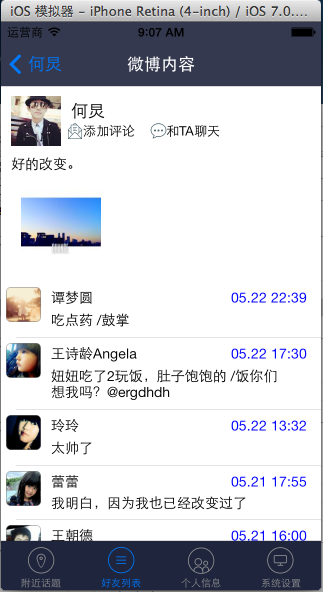 iOS 模拟器 – iPhone Retina (4-inch) / iOS 7.0....
运营商 9:07 AM
何炅 微博内容
何炅
添加评论 和TA聊天
好的改变。
谭梦圆 05.22 22:39
吃点药 /鼓掌
王诗龄Angela 05.22 17:30
妞妞吃了2玩饭，肚子饱饱的 /饭你们
想我吗？@ergdhdh
玲玲 05.22 13:32
太帅了
蕾蕾 05.21 17:55
我明白，因为我也已经改变过了
王朝德 05.21 16:00
附近话题 好友列表 个人信息 系统设置